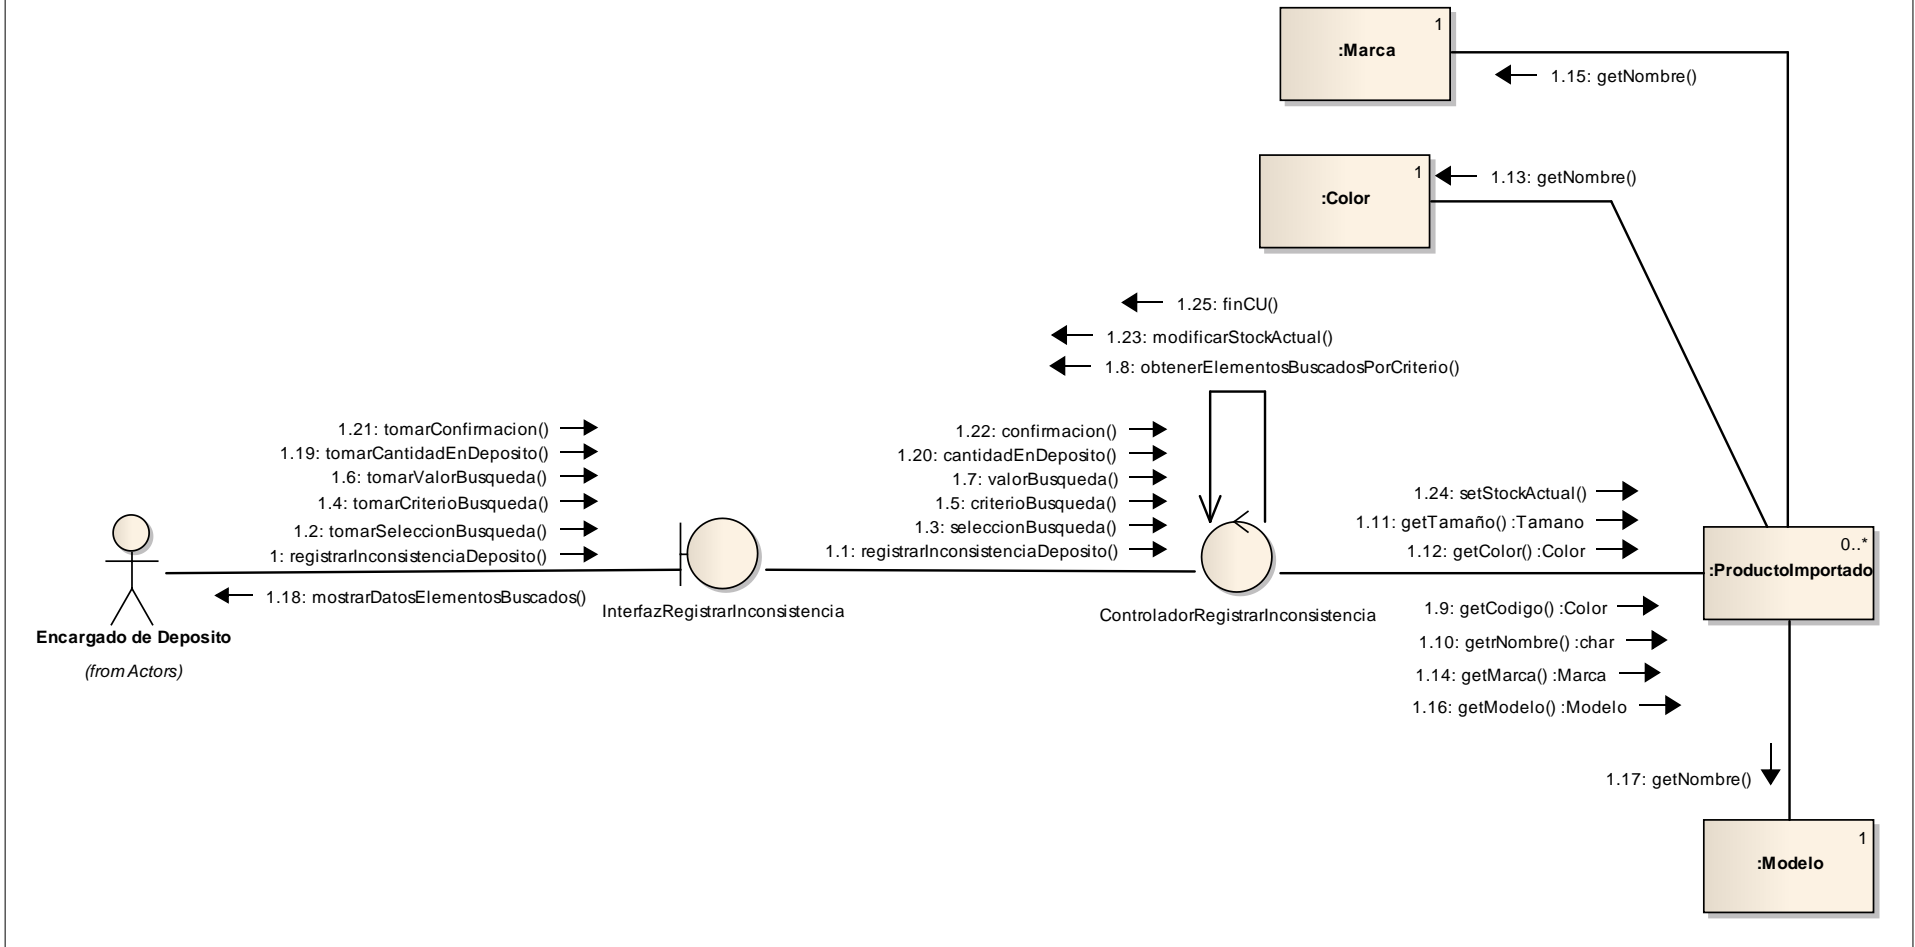 1
:Marca
1.15: getNombre()
1
1.13: getNombre()
:Color
1.25: finCU()
1.23: modificarStockActual()
1.8: obtenerElementosBuscadosPorCriterio()
1.21: tomarConfirmacion()
1.19: tomarCantidadEnDeposito()
1.6: tomarValorBusqueda()
1.4: tomarCriterioBusqueda()
1.2: tomarSeleccionBusqueda()
1: registrarInconsistenciaDeposito()
1.18: mostrarDatosElementosBuscados()
Encargado de Deposito
(from Actors)
InterfazRegistrarInconsistencia
1.22: confirmacion()
1.20: cantidadEnDeposito()
1.7: valorBusqueda()
1.5: criterioBusqueda()
1.3: seleccionBusqueda()
1.1: registrarInconsistenciaDeposito()
ControladorRegistrarInconsistencia
1.24: setStockActual()
1.11: getTamaño() :Tamano
1.12: getColor() :Color
0..*
:ProductoImportado
1.9: getCodigo() :Color
1.10: getrNombre() :char
1.14: getMarca() :Marca
1.16: getModelo() :Modelo
1.17: getNombre()
1
:Modelo